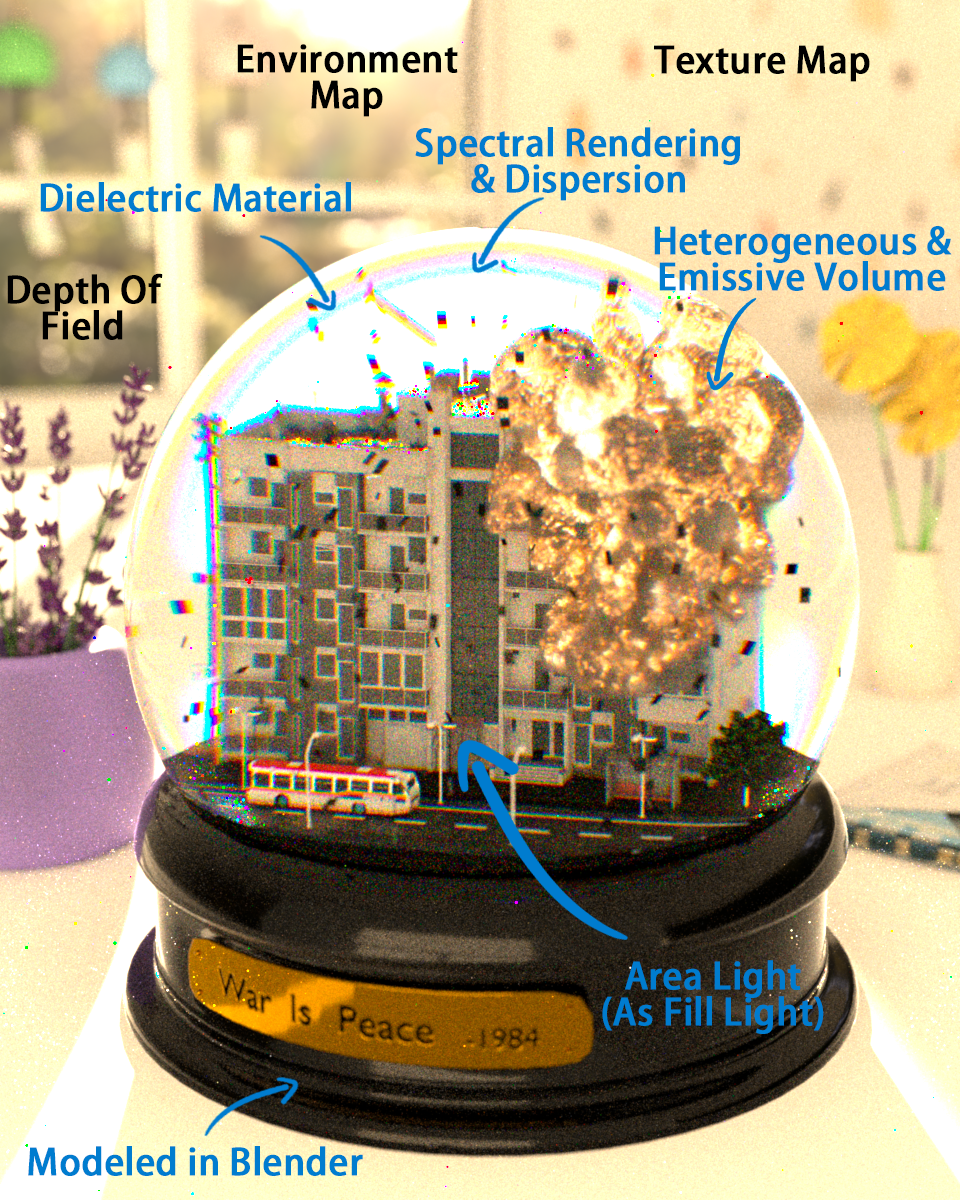 Environment
Map
Texture Map
Spectral Rendering
& Dispersion
Dielectric Material
Heterogeneous &
Emissive Volume
Depth Of
Field
Area Light
(As Fill Light)
War Is Peace -1984
Modeled in Blender